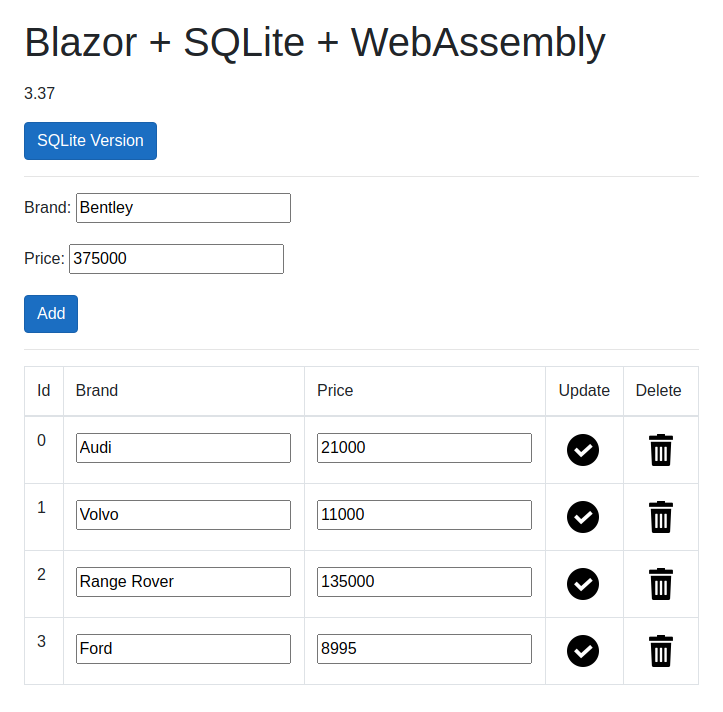 Blazor + SQLite + WebAssembly
3.37
SQLite Version
Brand: Bentley
Price: 375000
Add
Id Brand Price Update Delete
0 Audi 21000
1 Volvo 11000
2 Range Rover 135000
3 Ford 8995